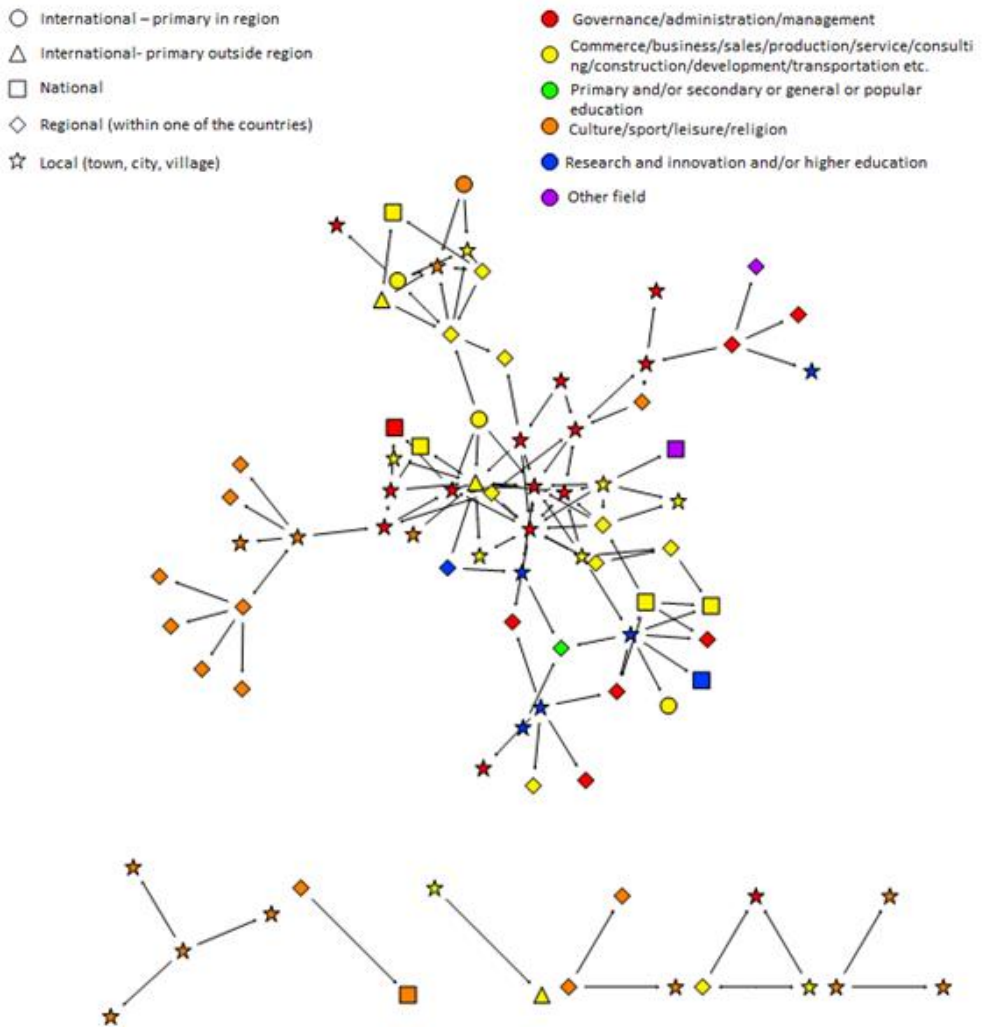 International – primary in region
International- primary outside region
National
Regional (within one of the countries)
Local (town, city, village)
Governance/administration/management
Commerce/business/sales/production/service/consulti
ng/construction/development/transportation etc.
Primary and/or secondary or general or popular
education
Culture/sport/leisure/religion
Research and innovation and/or higher education
Other field